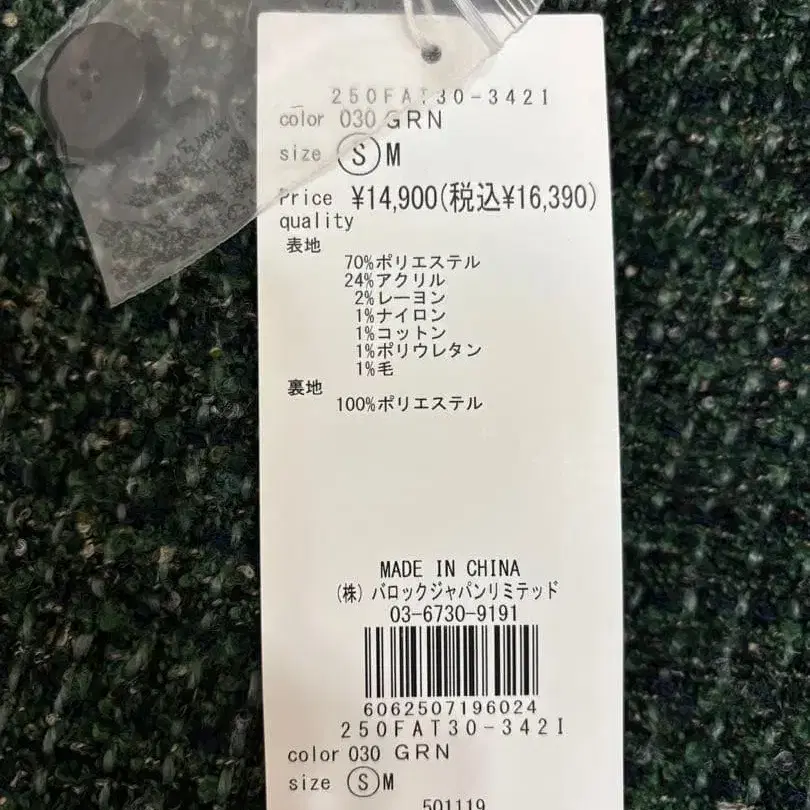 250FAT30-342I
color 030 GRN
size Ⓢ M
Price ¥14,900(税込¥16,390)
quality
表地
70%ポリエステル
24%アクリル
2%レーヨン
1%ナイロン
1%コットン
1%ポリウレタン
1%毛
裏地
100%ポリエステル
MADE IN CHINA
(株) バロックジャパンリミテッド
03-6730-9191
6062507196024
250FAT30-342I
color 030 GRN
size Ⓢ M
501119